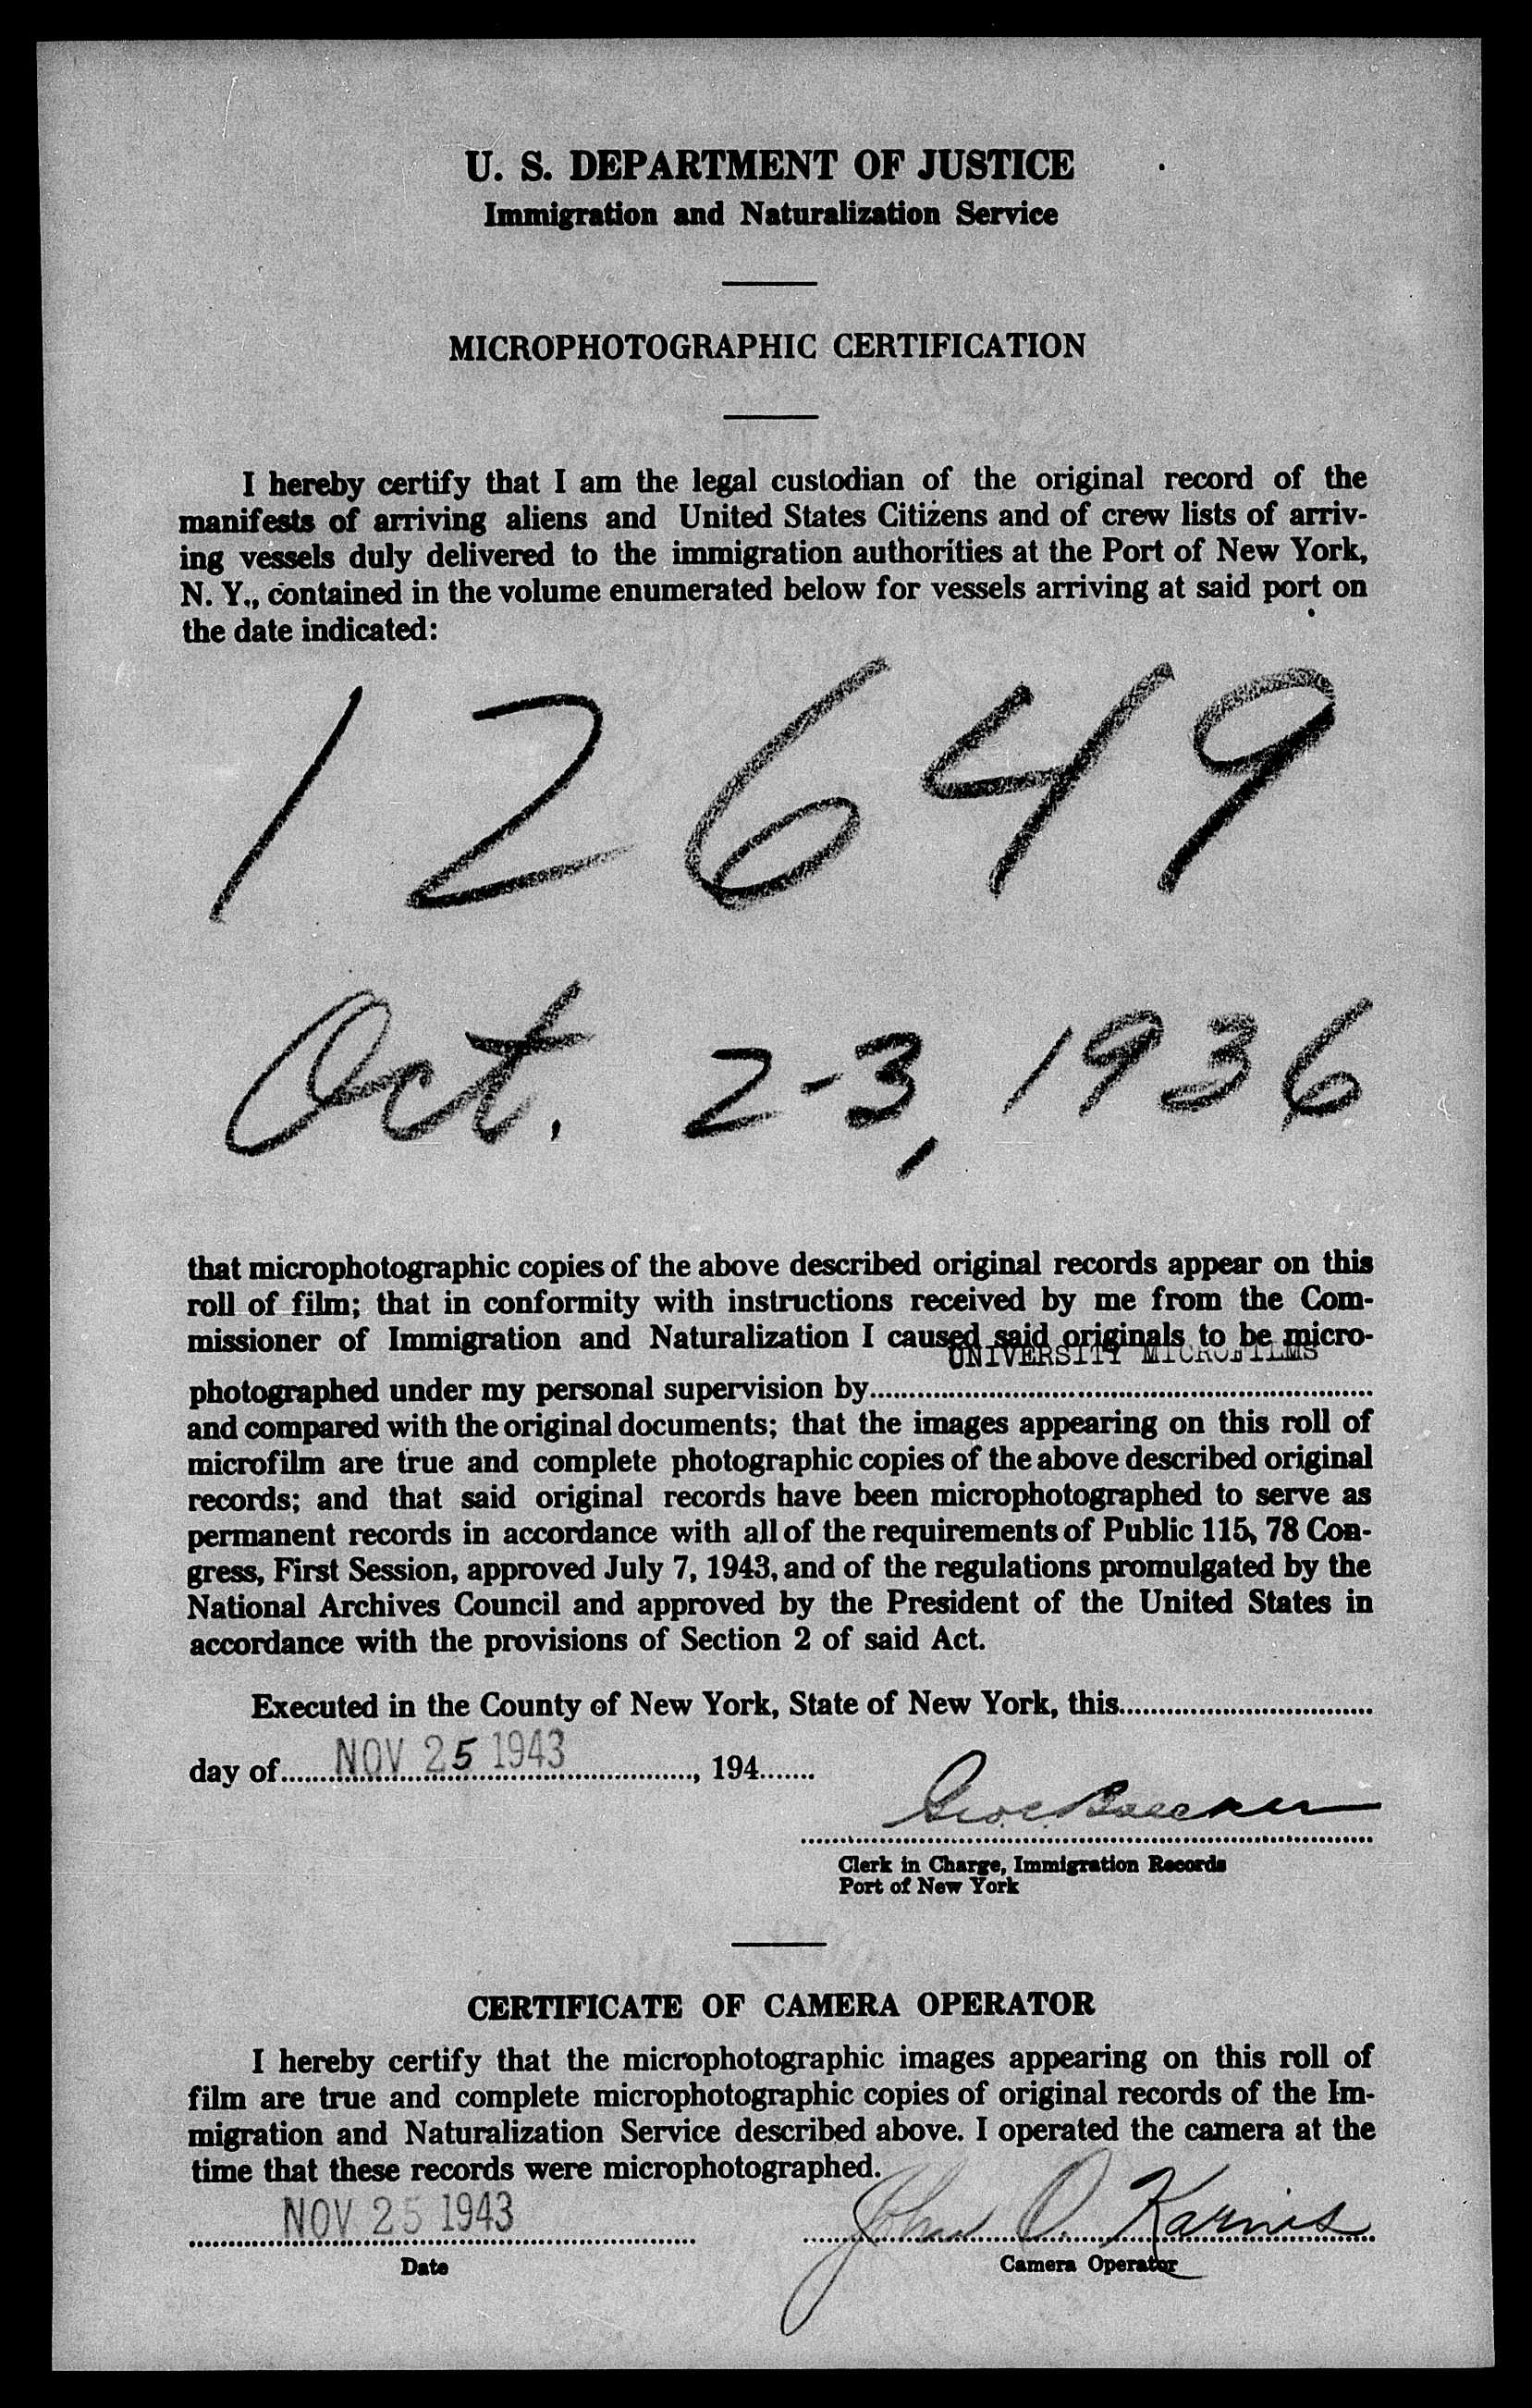 U. S. DEPARTMENT OF JUSTICE
Immigration and Naturalization Service
MICROPHOTOGRAPHIC CERTIFICATION
I hereby certify that I am the legal custodian of the original record of the
manifests of arriving aliens and United States Citizens and of crew lists of arriv-
ing vessels duly delivered to the immigration authorities at the Port of New York,
N. Y., contained in the volume enumerated below for vessels arriving at said port on
the date indicated:
12649
Oct. 2-3, 1936
that microphotographic copies of the above described original records appear on this
roll of film; that in conformity with instructions received by me from the Com-
missioner of Immigration and Naturalization I caused said originals to be micro-
UNIVERSITY MICROFILMS
photographed under my personal supervision by
and compared with the original documents; that the images appearing on this roll of
microfilm are true and complete photographic copies of the above described original
records; and that said original records have been microphotographed to serve as
permanent records in accordance with all of the requirements of Public 115, 78 Con-
gress, First Session, approved July 7, 1943, and of the regulations promulgated by the
National Archives Council and approved by the President of the United States in
accordance with the provisions of Section 2 of said Act.
Executed in the County of New York, State of New York, this
day of NOV 25 1943, 194
Geo. C.
Clerk in Charge, Immigration Records
Port of New York
CERTIFICATE OF CAMERA OPERATOR
I hereby certify that the microphotographic images appearing on this roll of
film are true and complete microphotographic copies of original records of the Im-
migration and Naturalization Service described above. I operated the camera at the
time that these records were microphotographed.
NOV 25 1943 John O. Karnis
Date Camera Operator